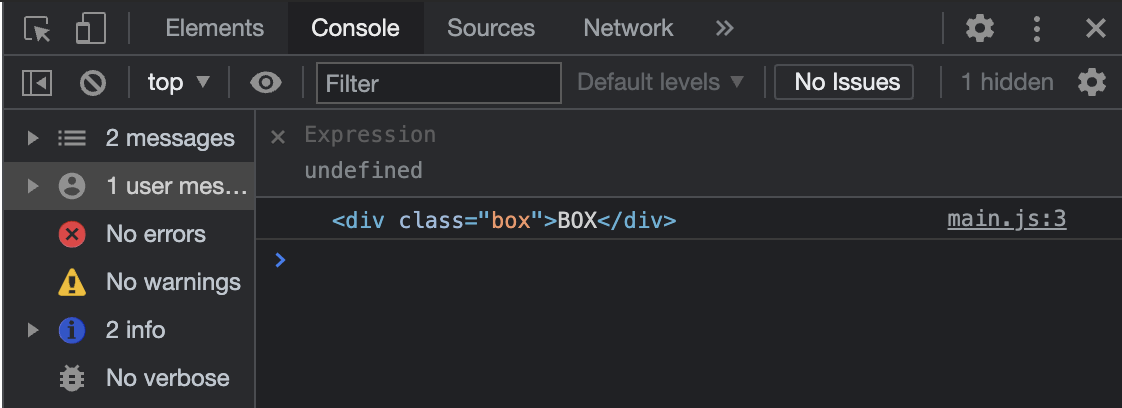 Elements Console Sources Network »
top ▼ Filter Default levels ▼ No Issues 1 hidden
2 messages
1 user mes…
No errors
No warnings
2 info
No verbose
Expression
undefined
<div class="box">BOX</div> main.js:3